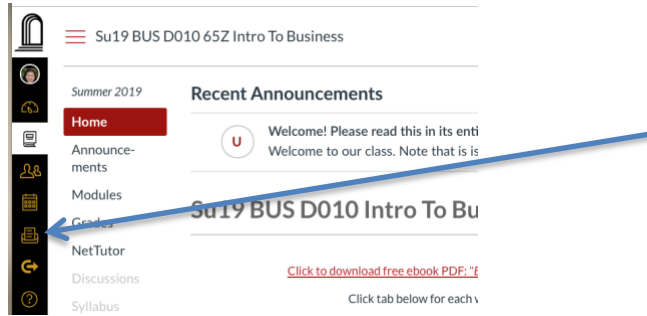 Su19 BUS D010 65Z Intro To Business
Summer 2019
Home
Announce-
ments
Modules
Grades
NetTutor
Discussions
Syllabus
Recent Announcements
U
Welcome! Please read this in its enti
Welcome to our class. Note that is is
Su19 BUS D010 Intro To Bu
Click to download free ebook PDF: "E
Click tab below for each w